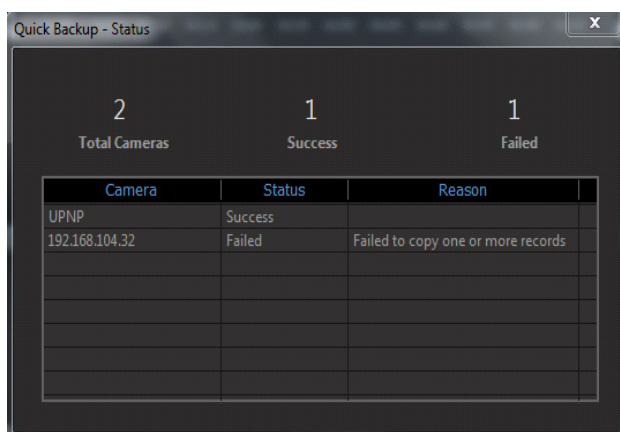 Quick Backup - Status
X
2 1 1
Total Cameras Success Failed
Camera Status Reason
UPNP Success
192.168.104.32 Failed Failed to copy one or more records